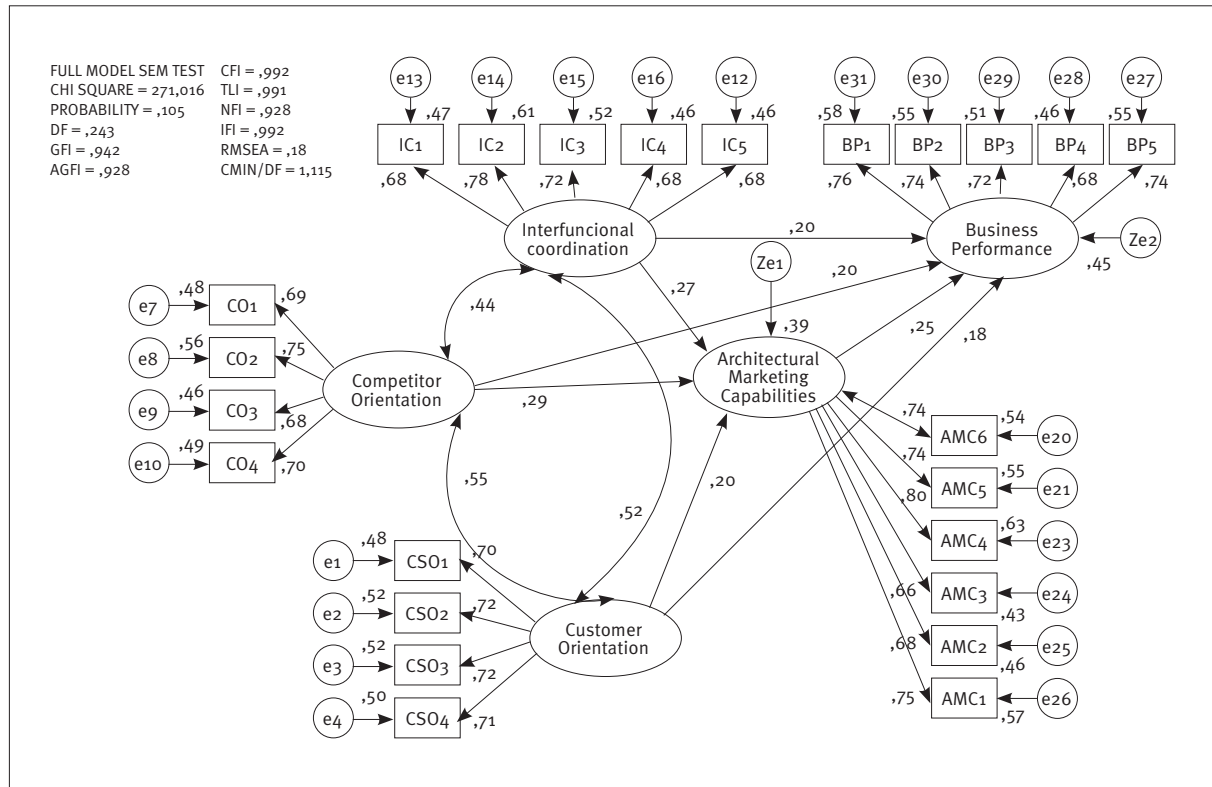 FULL MODEL SEM TEST
CHI SQUARE = 271,016
PROBABILITY = ,105
DF = ,243
GFI = ,942
AGFI = ,928
CFI = ,992
TLI = ,991
NFI = ,928
IFI = ,992
RMSEA = ,18
CMIN/DF = 1,115
e13 e14 e15 e16 e12
,47 ,61 ,52 ,46 ,46
IC1 IC2 IC3 IC4 IC5
,68 ,78 ,72 ,68 ,68
Interfuncional
coordination
e31 e30 e29 e28 e27
,58 ,55 ,51 ,46 ,55
BP1 BP2 BP3 BP4 BP5
,76 ,74 ,72 ,68 ,74
Business
Performance
Ze2
,45
,20
,20
Ze1
,27
,39
,44
,25
,18
e7 ,48 CO1 ,69
e8 ,56 CO2 ,75
e9 ,46 CO3 ,68
e10 ,49 CO4 ,70
Competitor
Orientation
,29
Architectural
Marketing
Capabilities
,55
,52
,20
,74 AMC6 ,54 e20
,74 AMC5 ,55 e21
,80 AMC4 ,63 e23
,66 AMC3 ,43 e24
,68 AMC2 ,46 e25
,75 AMC1 ,57 e26
e1 ,48 CSO1 ,70
e2 ,52 CSO2 ,72
e3 ,52 CSO3 ,72
e4 ,50 CSO4 ,71
Customer
Orientation